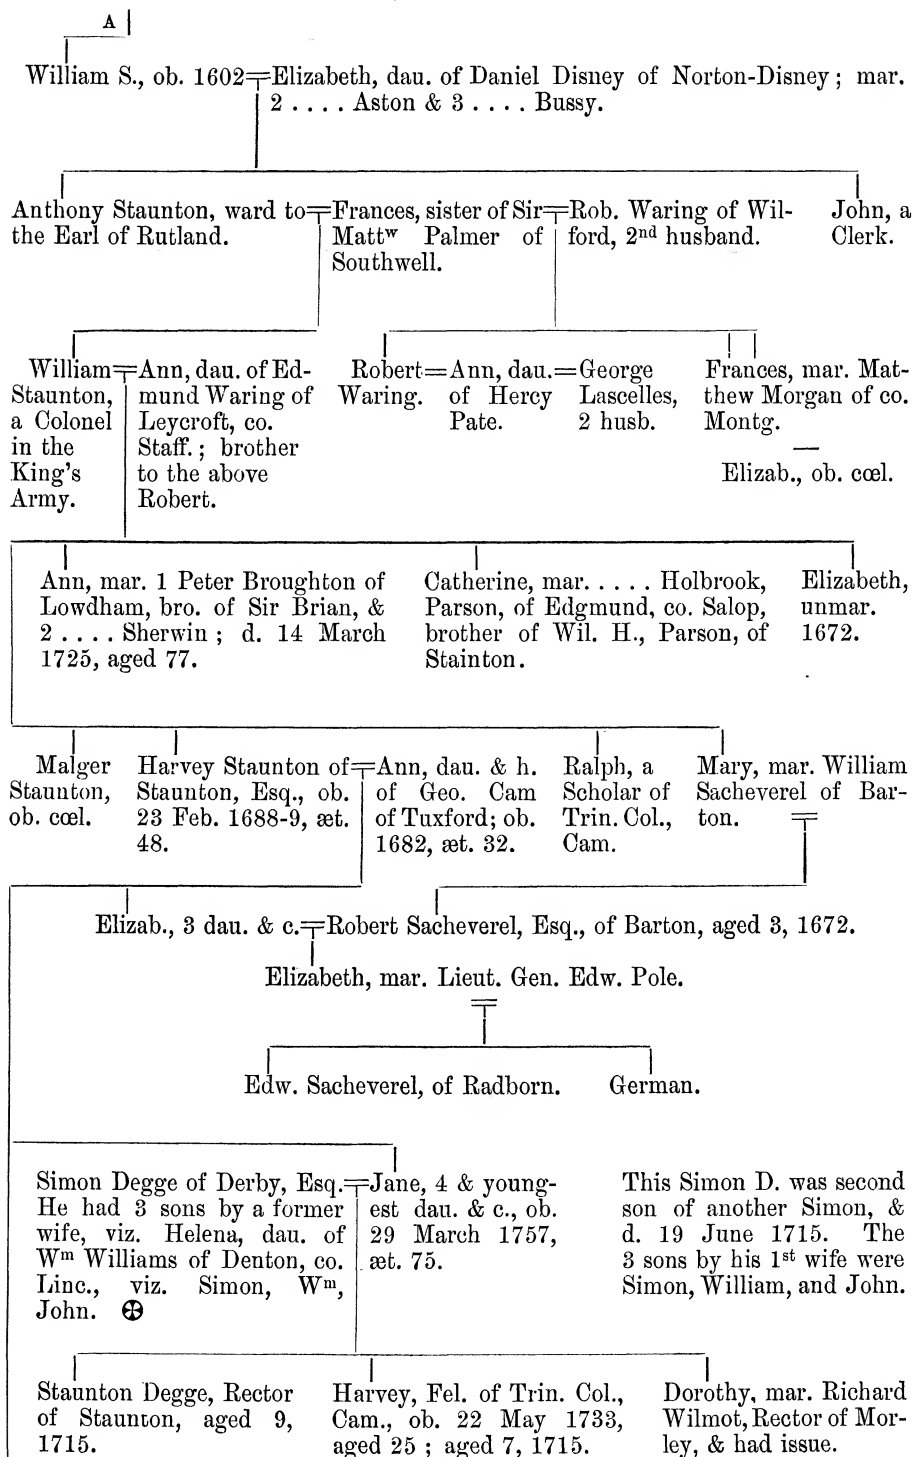 A
William S., ob. 1602=Elizabeth, dau. of Daniel Disney of Norton-Disney; mar.
2 . . . . Aston & 3 . . . . Bussy.
Anthony Staunton, ward to
the Earl of Rutland.
=Frances, sister of Sir
Mattʷ Palmer of
Southwell.
=Rob. Waring of Wil-
ford, 2ⁿᵈ husband.
John, a
Clerk.
William
Staunton,
a Colonel
in the
King's
Army.
=Ann, dau. of Ed-
mund Waring of
Leycroft, co.
Staff.; brother
to the above
Robert.
Robert
Waring.
=Ann, dau.
of Hercy
Pate.
=George
Lascelles,
2 husb.
Frances, mar. Mat-
thew Morgan of co.
Montg.
—
Elizab., ob. cœl.
Ann, mar. 1 Peter Broughton of
Lowdham, bro. of Sir Brian, &
2 . . . . Sherwin; d. 14 March
1725, aged 77.
Catherine, mar. . . . . Holbrook,
Parson, of Edgmund, co. Salop,
brother of Wil. H., Parson, of
Stainton.
Elizabeth,
unmar.
1672.
Malger
Staunton,
ob. cœl.
Harvey Staunton of
Staunton, Esq., ob.
23 Feb. 1688-9, æt.
48.
=Ann, dau. & h.
of Geo. Cam
of Tuxford; ob.
1682, æt. 32.
Ralph, a
Scholar of
Trin. Col.,
Cam.
Mary, mar. William
Sacheverel of Bar-
ton.
Elizab., 3 dau. & c.=Robert Sacheverel, Esq., of Barton, aged 3, 1672.
Elizabeth, mar. Lieut. Gen. Edw. Pole.
Edw. Sacheverel, of Radborn.
German.
Simon Degge of Derby, Esq.
He had 3 sons by a former
wife, viz. Helena, dau. of
Wᵐ Williams of Denton, co.
Linc., viz. Simon, Wᵐ,
John. ✠
=Jane, 4 & young-
est dau. & c., ob.
29 March 1757,
æt. 75.
This Simon D. was second
son of another Simon, &
d. 19 June 1715. The
3 sons by his 1ˢᵗ wife were
Simon, William, and John.
Staunton Degge, Rector
of Staunton, aged 9,
1715.
Harvey, Fel. of Trin. Col.,
Cam., ob. 22 May 1733,
aged 25; aged 7, 1715.
Dorothy, mar. Richard
Wilmot, Rector of Mor-
ley, & had issue.